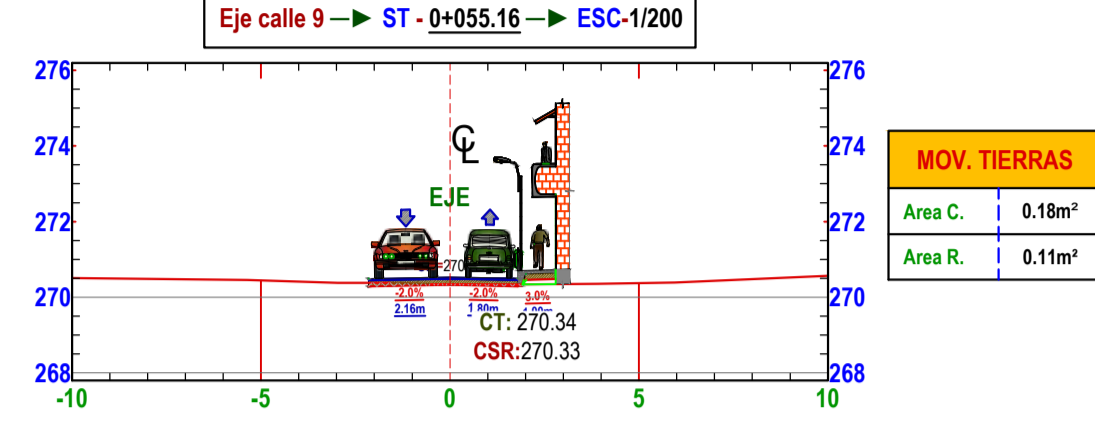 Eje calle 9 ST - 0+055.16 ESC-1/200
276 276
274 274
MOV. TIERRAS
Area C. 0.18m²
EJE
272 272
Area R. 0.11m²
270 270
-2.0% -2.0% 3.0%
2.16m 1.80m
CT: 270.34
CSR:270.33
268 268
-10 -5 0 5 10